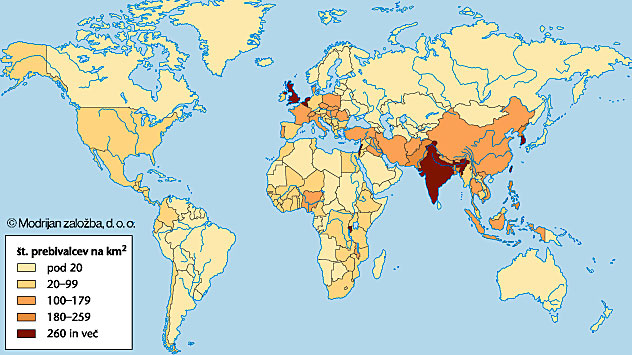 © Modrijan založba, d. o. o.
št. prebivalcev na km²
pod 20
20–99
100–179
180–259
260 in več